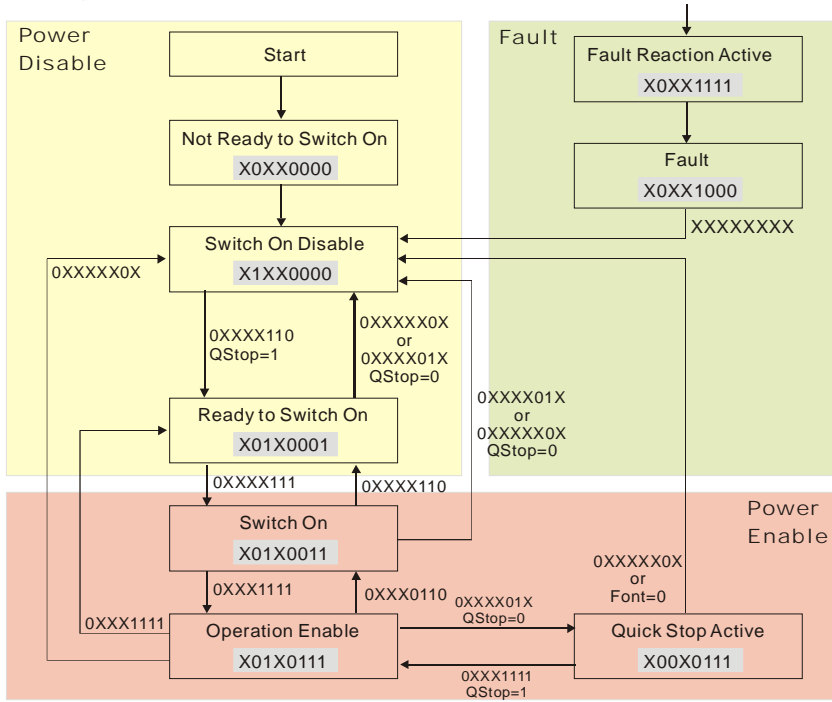 Power
Disable
Start
Not Ready to Switch On
X0XX0000
Switch On Disable
X1XX0000
0XXXXX0X
0XXXX110
QStop=1
0XXXXX0X
or
0XXXX01X
QStop=0
Ready to Switch On
X01X0001
0XXXX111
0XXXX110
0XXXX01X
or
0XXXXX0X
QStop=0
Fault
Fault Reaction Active
X0XX1111
Fault
X0XX1000
XXXXXXXX
Power
Enable
Switch On
X01X0011
0XXX1111
0XXX0110
0XXX1111
Operation Enable
X01X0111
0XXXX01X
QStop=0
0XXX1111
QStop=1
0XXXXX0X
or
Font=0
Quick Stop Active
X00X0111